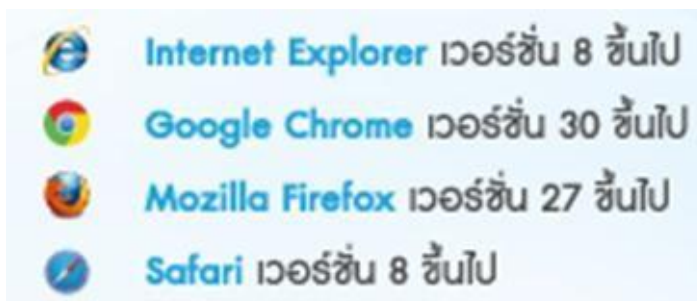 Internet Explorer เวอร์ชั่น 8 ขึ้นไป
Google Chrome เวอร์ชั่น 30 ขึ้นไป
Mozilla Firefox เวอร์ชั่น 27 ขึ้นไป
Safari เวอร์ชั่น 8 ขึ้นไป